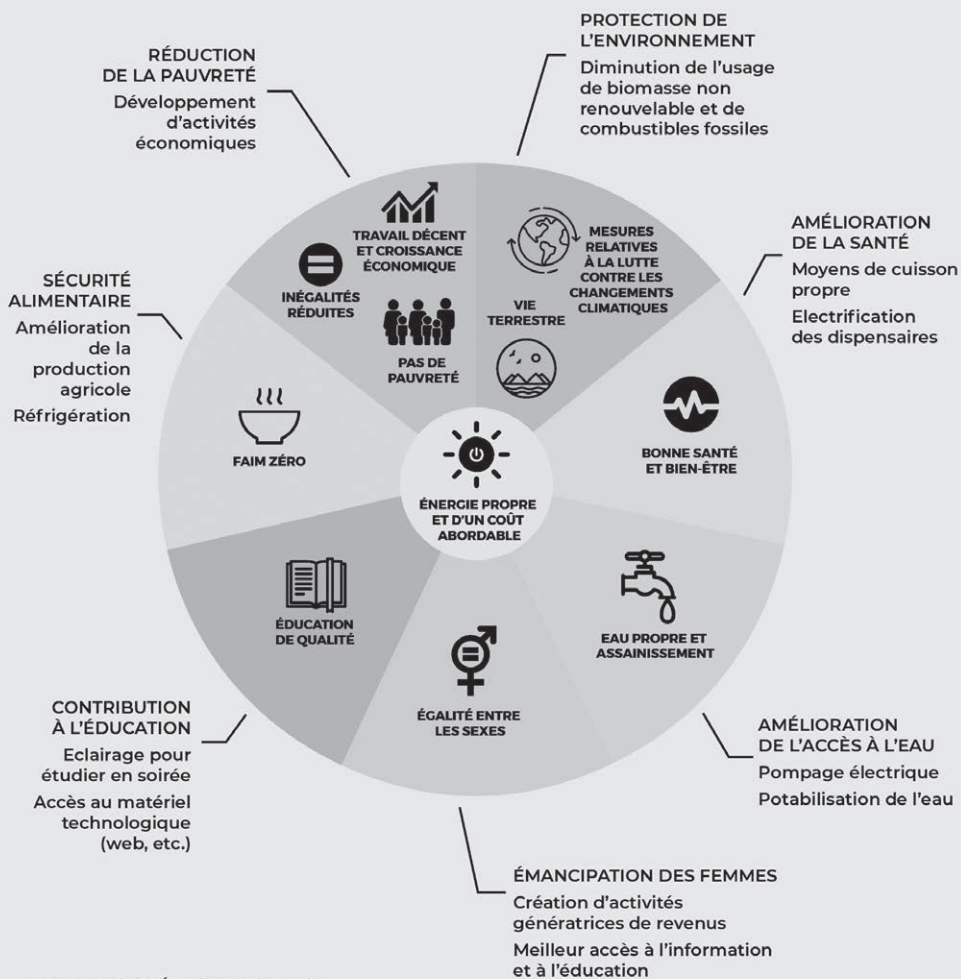 PROTECTION DE
L'ENVIRONNEMENT
Diminution de l'usage
de biomasse non
renouvelable et de
combustibles fossiles
RÉDUCTION
DE LA PAUVRETÉ
Développement
d'activités
économiques
AMÉLIORATION
DE LA SANTÉ
Moyens de cuisson
propre
Electrification
des dispensaires
SÉCURITÉ
ALIMENTAIRE
Amélioration
de la
production
agricole
Réfrigération
TRAVAIL DÉCENT
ET CROISSANCE
ÉCONOMIQUE
INÉGALITÉS
RÉDUITES
PAS DE
PAUVRETÉ
MESURES
RELATIVES
À LA LUTTE
CONTRE LES
CHANGEMENTS
CLIMATIQUES
VIE
TERRESTRE
FAIM ZÉRO
BONNE SANTÉ
ET BIEN-ÊTRE
ÉNERGIE PROPRE
ET D'UN COÛT
ABORDABLE
ÉDUCATION
DE QUALITÉ
EAU PROPRE ET
ASSAINISSEMENT
ÉGALITÉ ENTRE
LES SEXES
CONTRIBUTION
À L'ÉDUCATION
Eclairage pour
étudier en soirée
Accès au matériel
technologique
(web, etc.)
AMÉLIORATION
DE L'ACCÈS À L'EAU
Pompage électrique
Potabilisation de l'eau
ÉMANCIPATION DES FEMMES
Création d'activités
génératrices de revenus
Meilleur accès à l'information
et à l'éducation